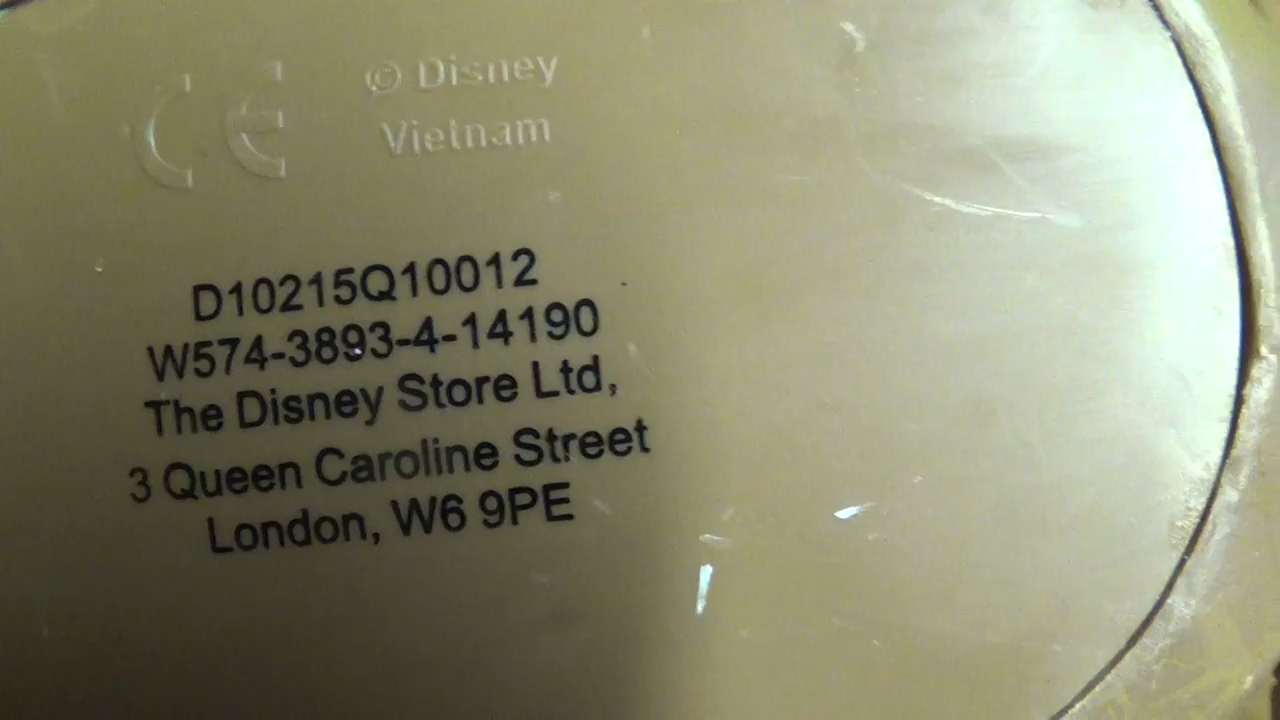 CE © Disney
Vietnam
D10215Q10012
W574-3893-4-14190
The Disney Store Ltd,
3 Queen Caroline Street
London, W6 9PE